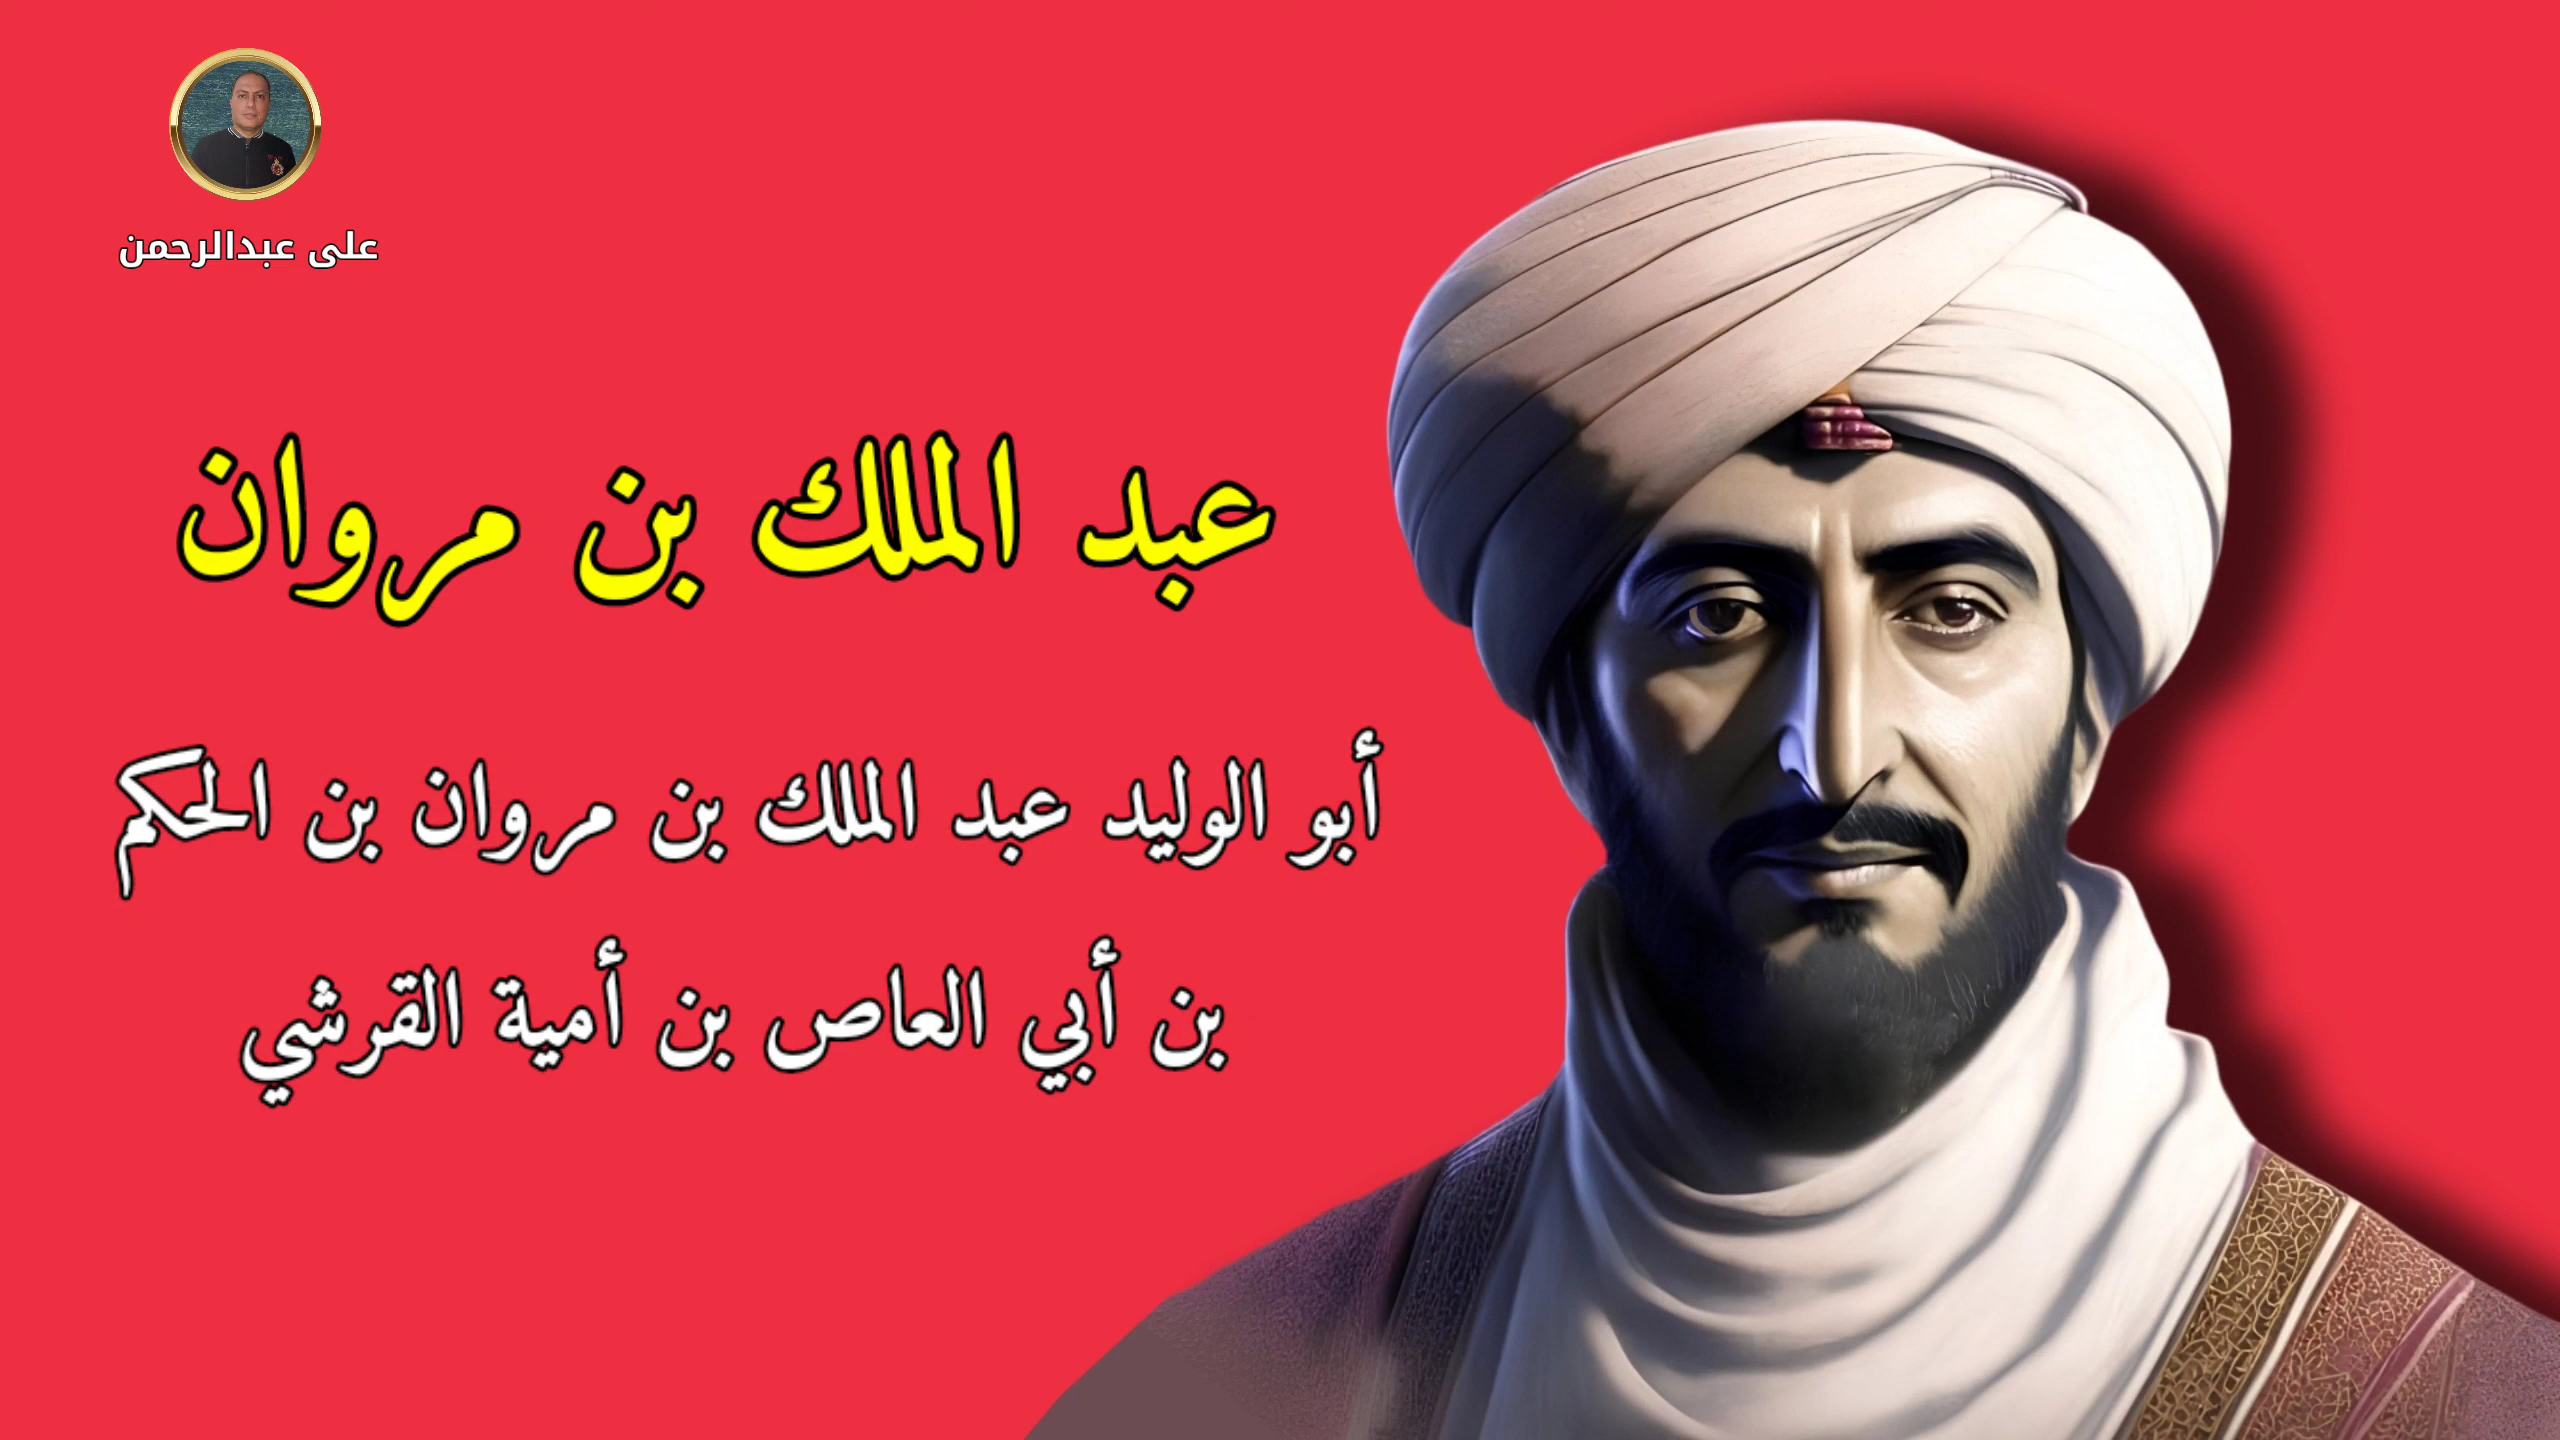 على عبدالرحمن
عبد الملك بن مروان
أبو الوليد عبد الملك بن مروان بن الحكم
بن أبي العاص بن أمية القرشي